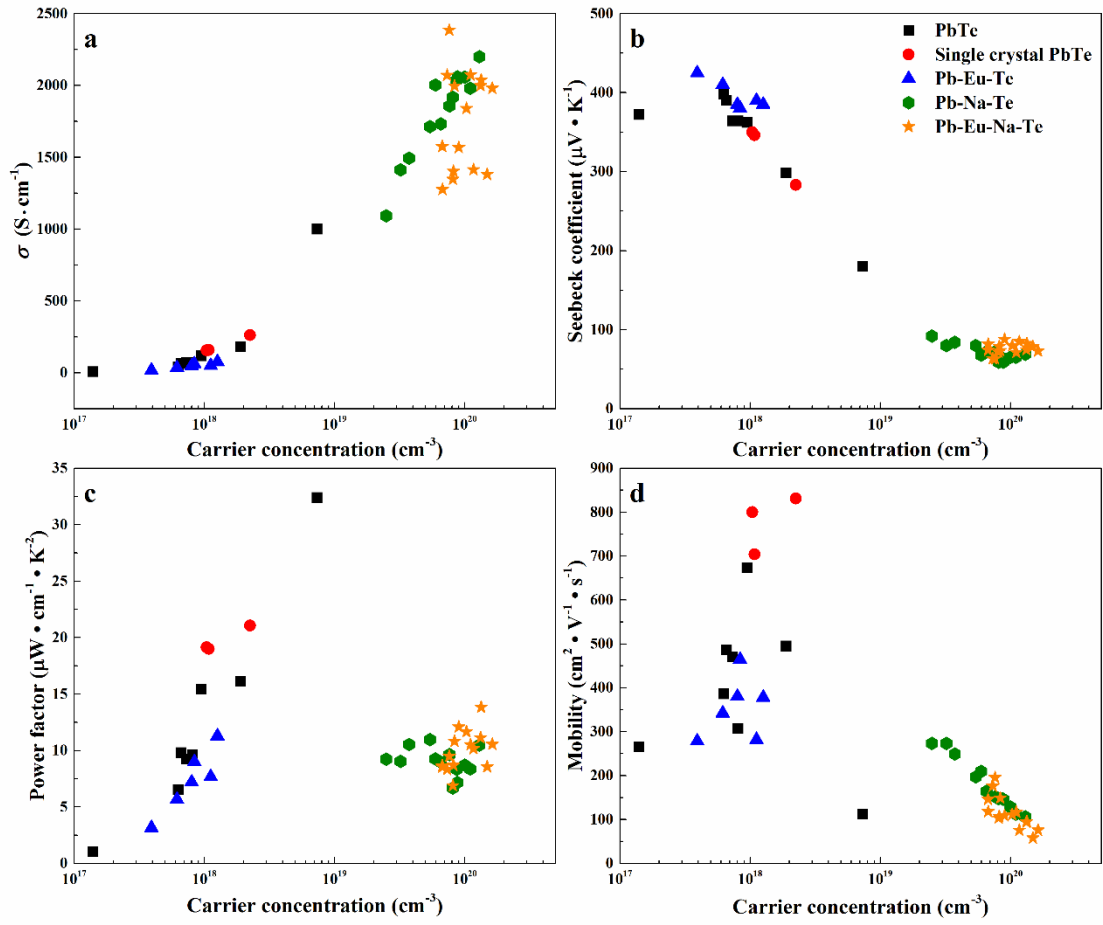 a
2500
2000
1500
1000
500
0
σ (S·cm⁻¹)
10¹⁷ 10¹⁸ 10¹⁹ 10²⁰
Carrier concentration (cm⁻³)
b
PbTe
Single crystal PbTe
Pb-Eu-Te
Pb-Na-Te
Pb-Eu-Na-Te
500
400
300
200
100
0
Seebeck coefficient (μV • K⁻¹)
10¹⁷ 10¹⁸ 10¹⁹ 10²⁰
Carrier concentration (cm⁻³)
c
35
30
25
20
15
10
5
0
Power factor (μW • cm⁻¹ • K⁻²)
10¹⁷ 10¹⁸ 10¹⁹ 10²⁰
Carrier concentration (cm⁻³)
d
900
800
700
600
500
400
300
200
100
0
Mobility (cm² • V⁻¹ • s⁻¹)
10¹⁷ 10¹⁸ 10¹⁹ 10²⁰
Carrier concentration (cm⁻³)